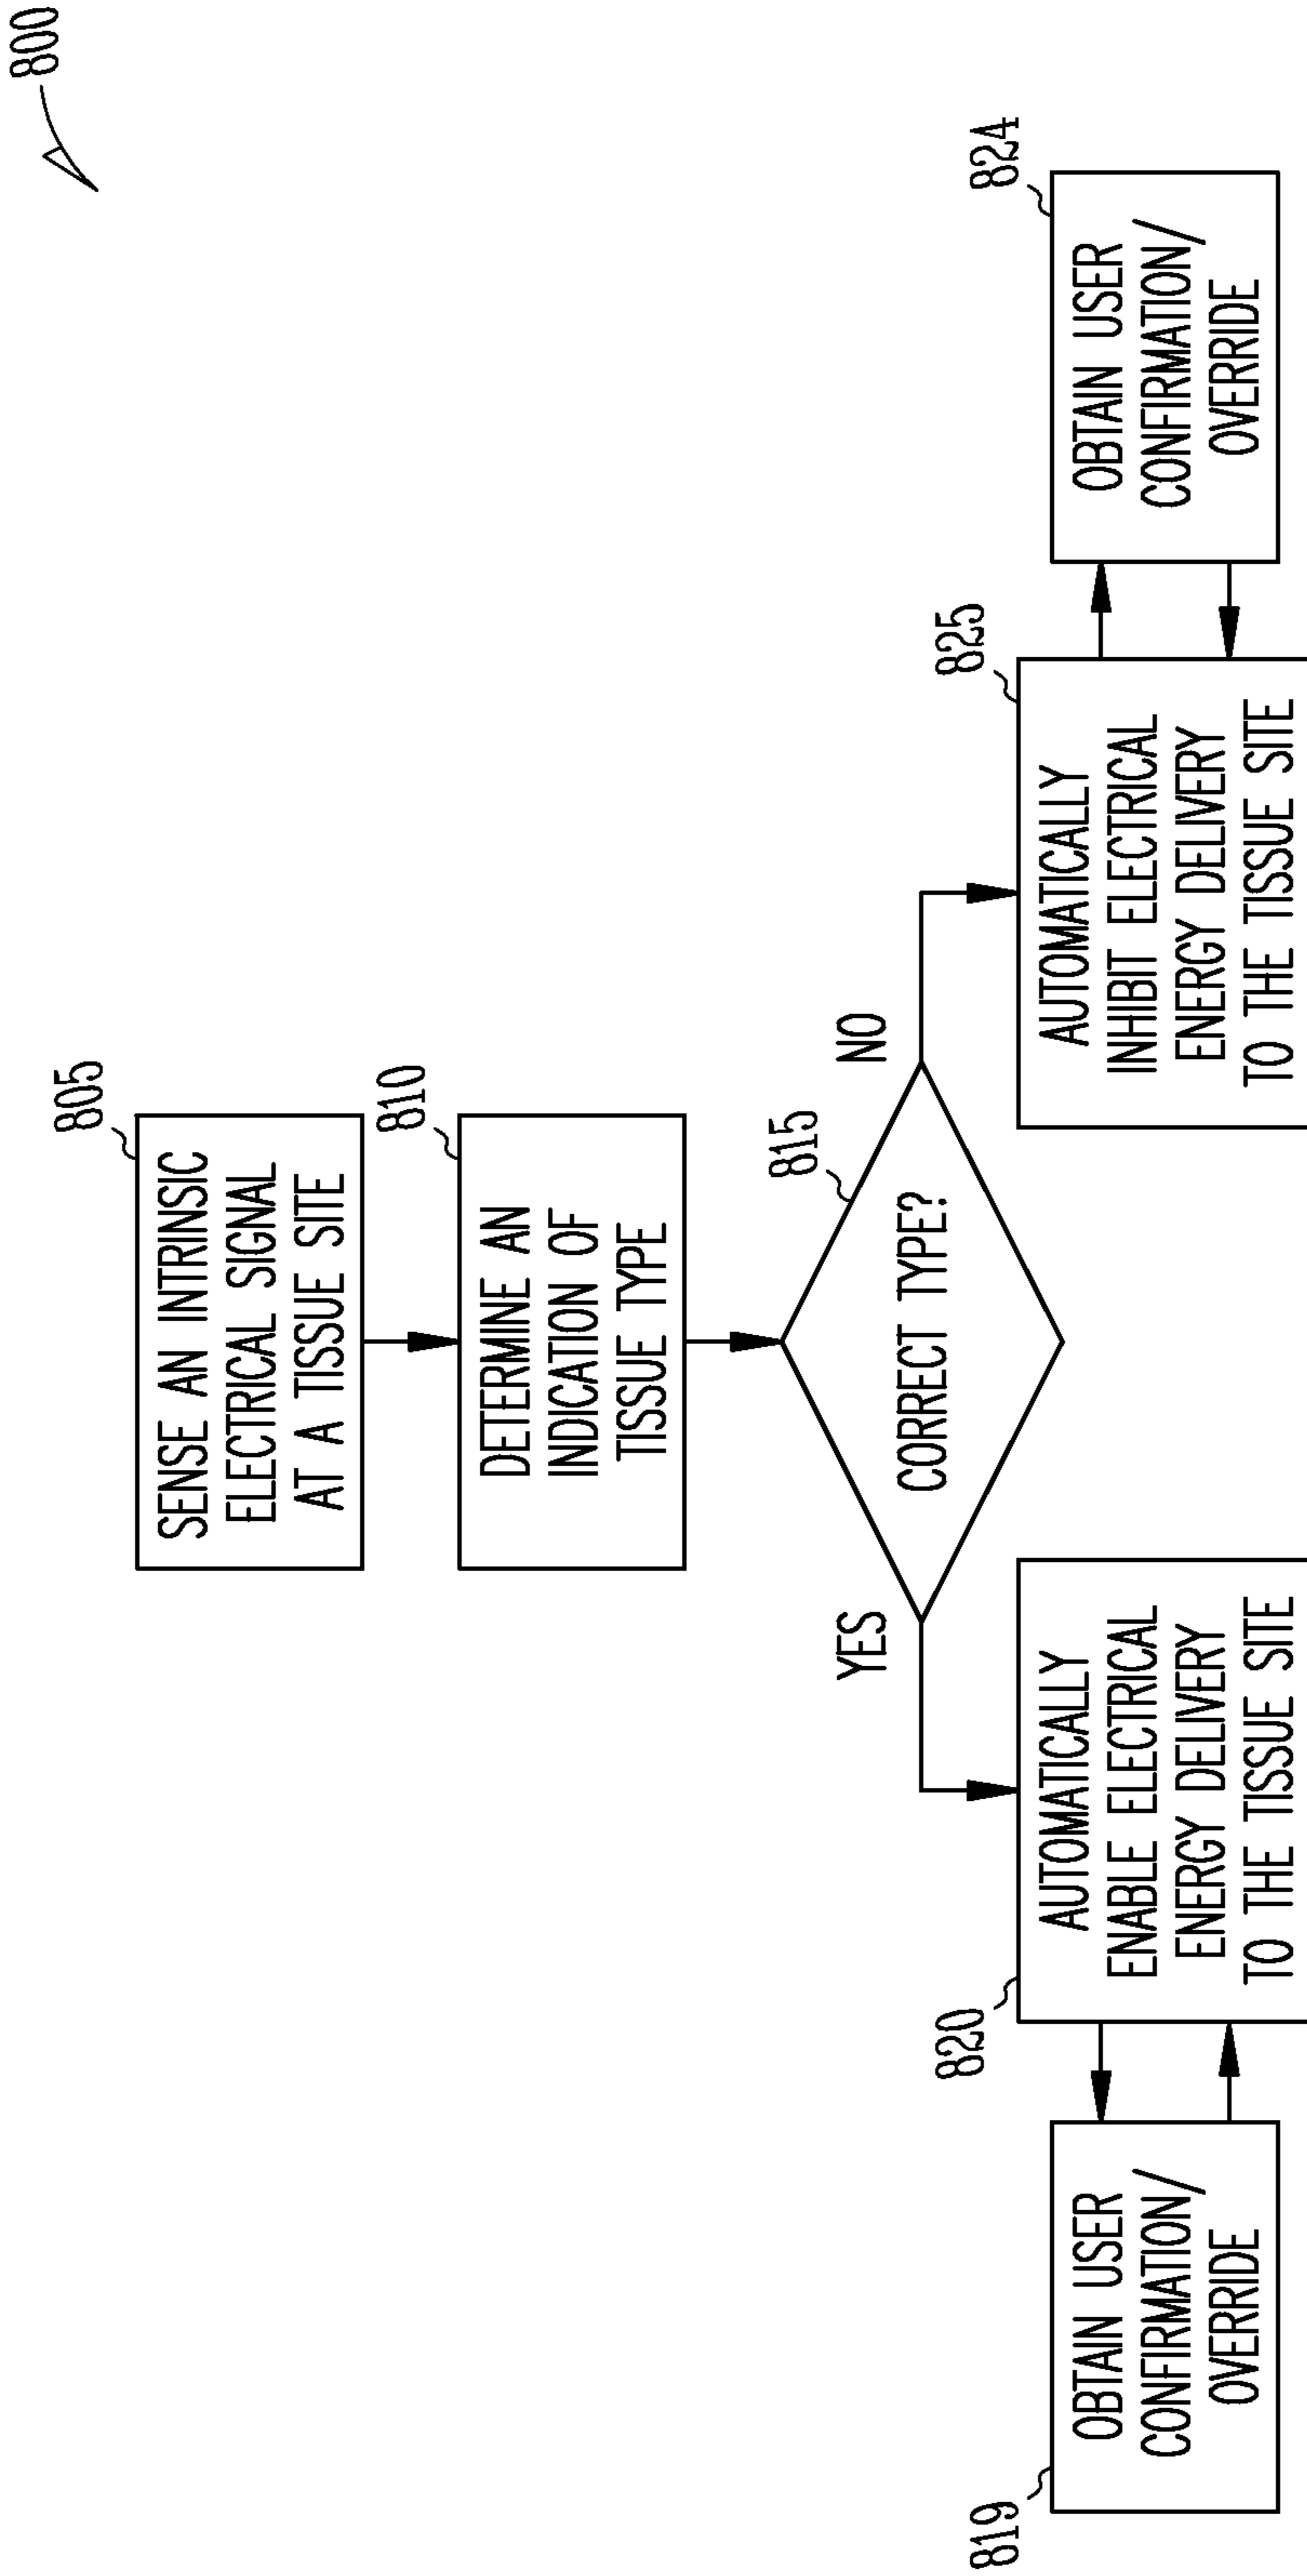 800
805
SENSE AN INTRINSIC
ELECTRICAL SIGNAL
AT A TISSUE SITE
810
DETERMINE AN
INDICATION OF
TISSUE TYPE
815
CORRECT TYPE?
YES
NO
819
OBTAIN USER
CONFIRMATION/
OVERRIDE
820
AUTOMATICALLY
ENABLE ELECTRICAL
ENERGY DELIVERY
TO THE TISSUE SITE
825
AUTOMATICALLY
INHIBIT ELECTRICAL
ENERGY DELIVERY
TO THE TISSUE SITE
824
OBTAIN USER
CONFIRMATION/
OVERRIDE